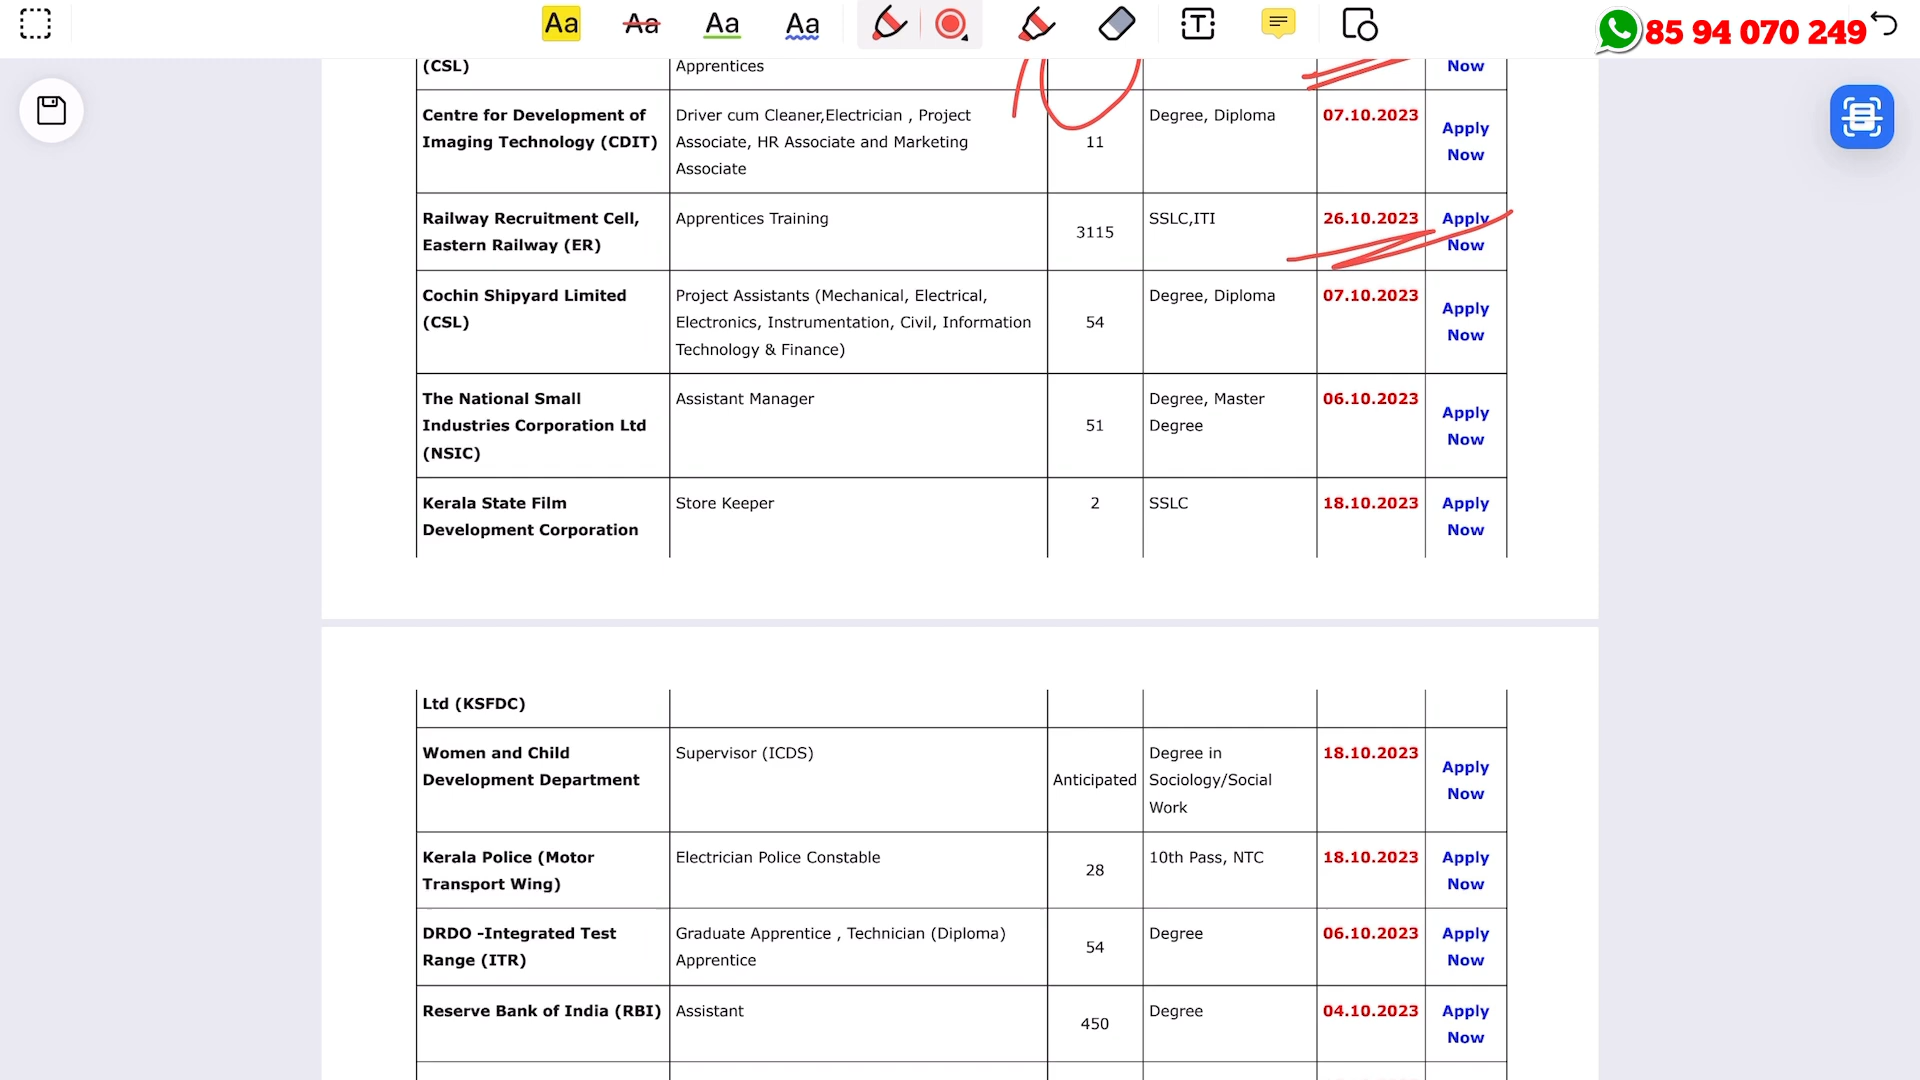 Aa Aa Aa Aa T
85 94 070 249
(CSL) Apprentices Now
Centre for Development of Imaging Technology (CDIT)
Driver cum Cleaner,Electrician , Project Associate, HR Associate and Marketing Associate
11
Degree, Diploma
07.10.2023
Apply Now
Railway Recruitment Cell, Eastern Railway (ER)
Apprentices Training
3115
SSLC,ITI
26.10.2023
Apply Now
Cochin Shipyard Limited (CSL)
Project Assistants (Mechanical, Electrical, Electronics, Instrumentation, Civil, Information Technology & Finance)
54
Degree, Diploma
07.10.2023
Apply Now
The National Small Industries Corporation Ltd (NSIC)
Assistant Manager
51
Degree, Master Degree
06.10.2023
Apply Now
Kerala State Film Development Corporation
Store Keeper
2
SSLC
18.10.2023
Apply Now
Ltd (KSFDC)
Women and Child Development Department
Supervisor (ICDS)
Anticipated
Degree in Sociology/Social Work
18.10.2023
Apply Now
Kerala Police (Motor Transport Wing)
Electrician Police Constable
28
10th Pass, NTC
18.10.2023
Apply Now
DRDO -Integrated Test Range (ITR)
Graduate Apprentice , Technician (Diploma) Apprentice
54
Degree
06.10.2023
Apply Now
Reserve Bank of India (RBI)
Assistant
450
Degree
04.10.2023
Apply Now